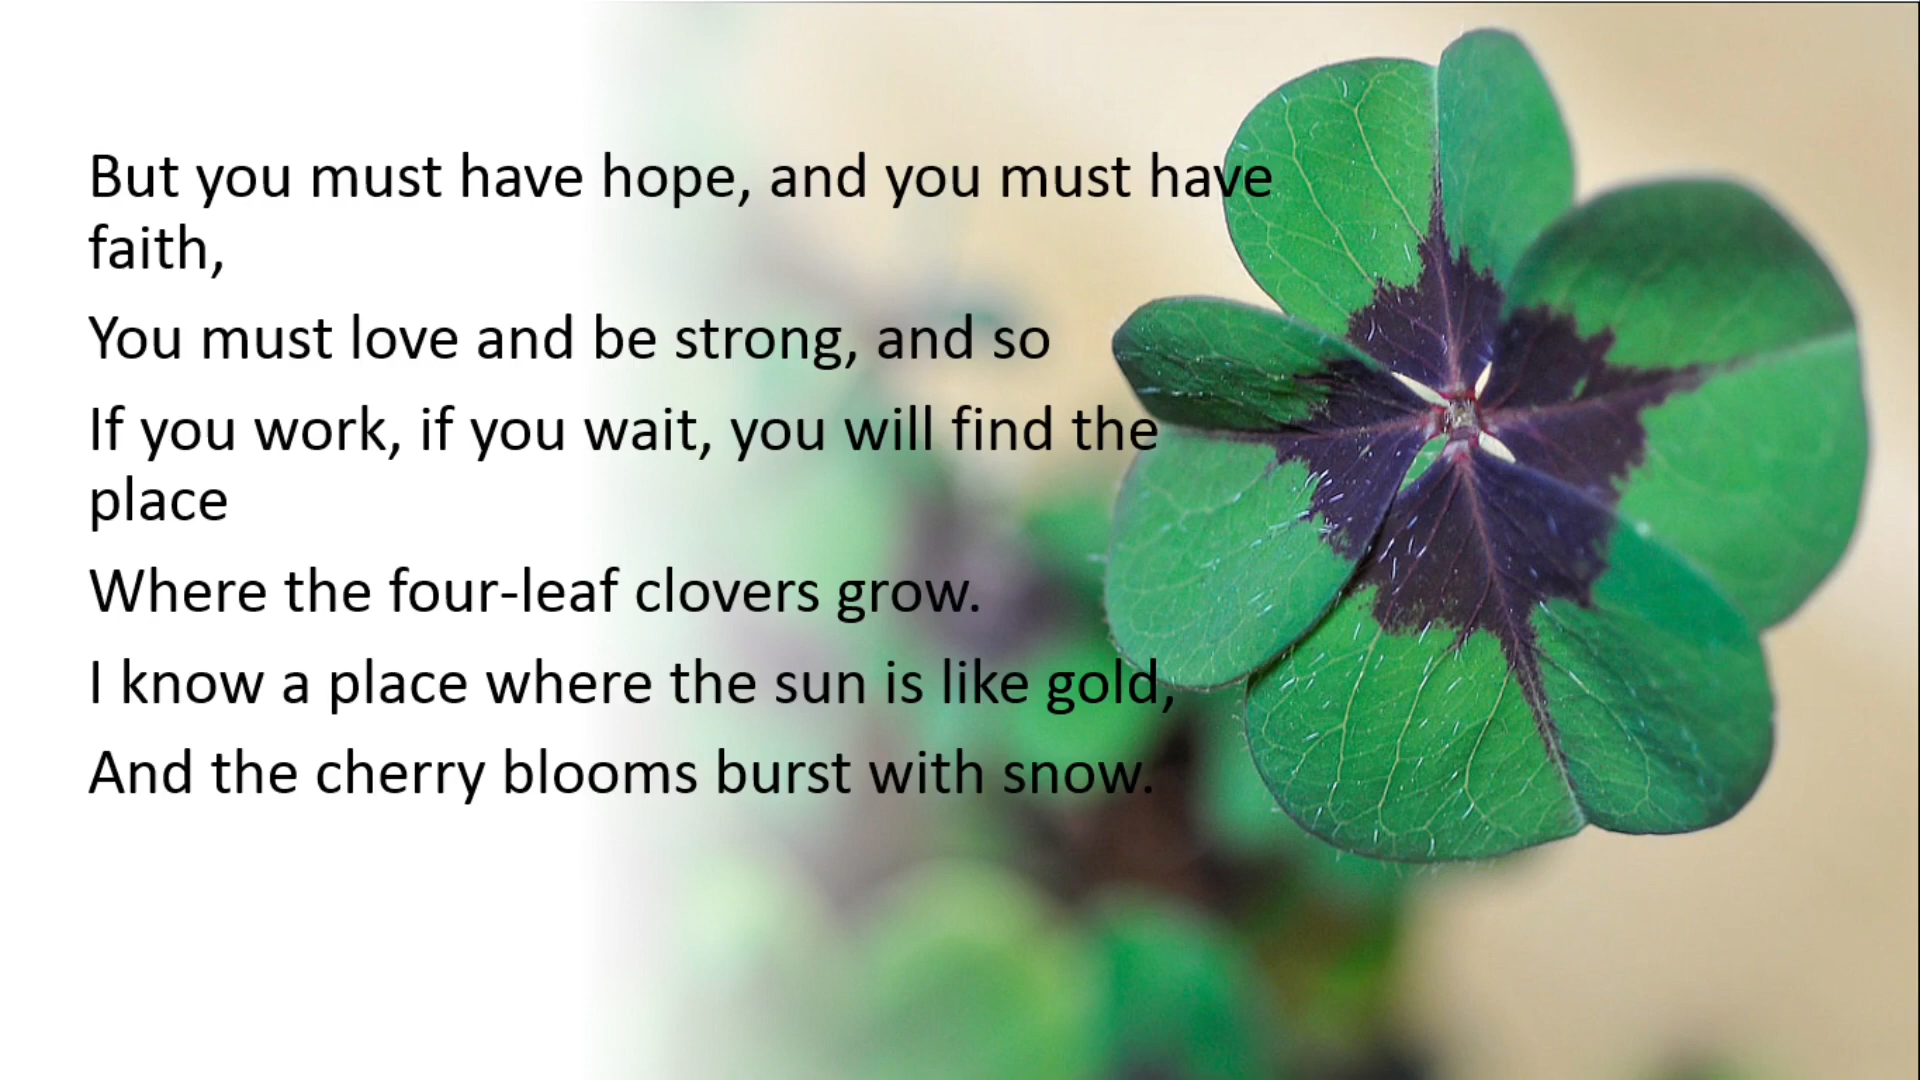 But you must have hope, and you must have
faith,
You must love and be strong, and so
If you work, if you wait, you will find the
place
Where the four-leaf clovers grow.
I know a place where the sun is like gold,
And the cherry blooms burst with snow.